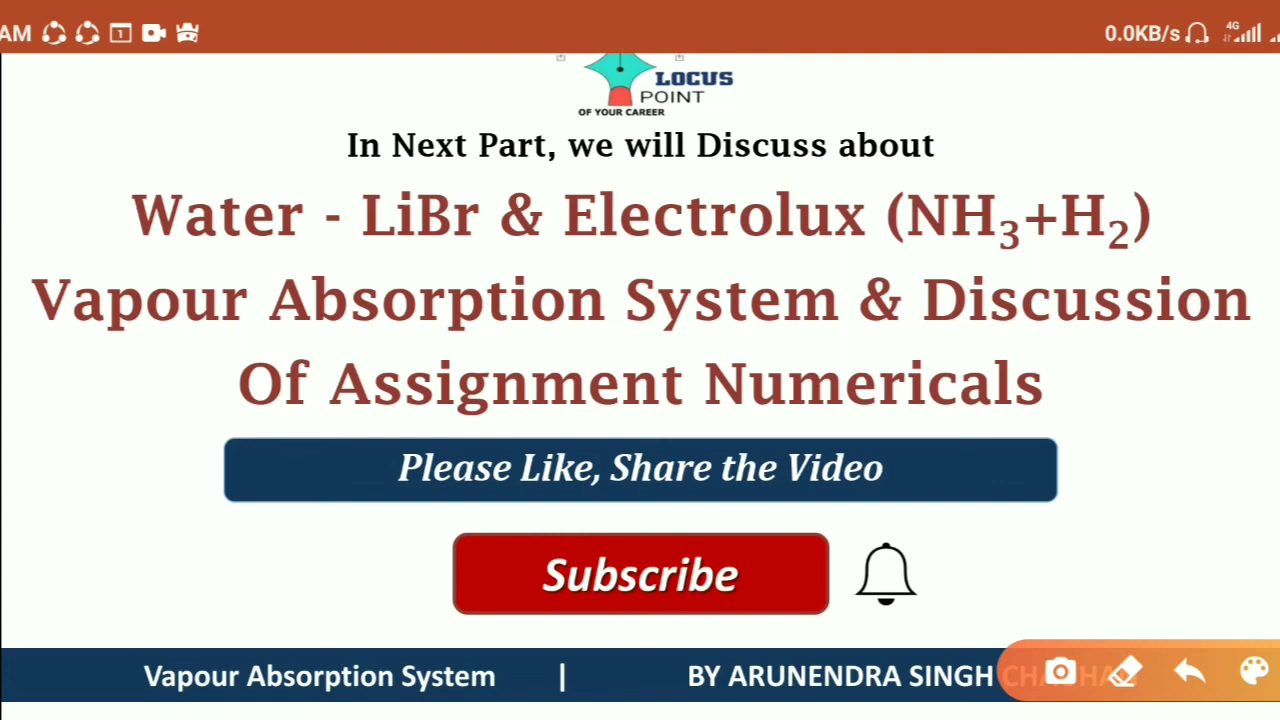 AM 1 0.0KB/s 4G
LOCUS
POINT
OF YOUR CAREER
In Next Part, we will Discuss about
Water - LiBr & Electrolux (NH₃+H₂)
Vapour Absorption System & Discussion
Of Assignment Numericals
Please Like, Share the Video
Subscribe
Vapour Absorption System | BY ARUNENDRA SINGH